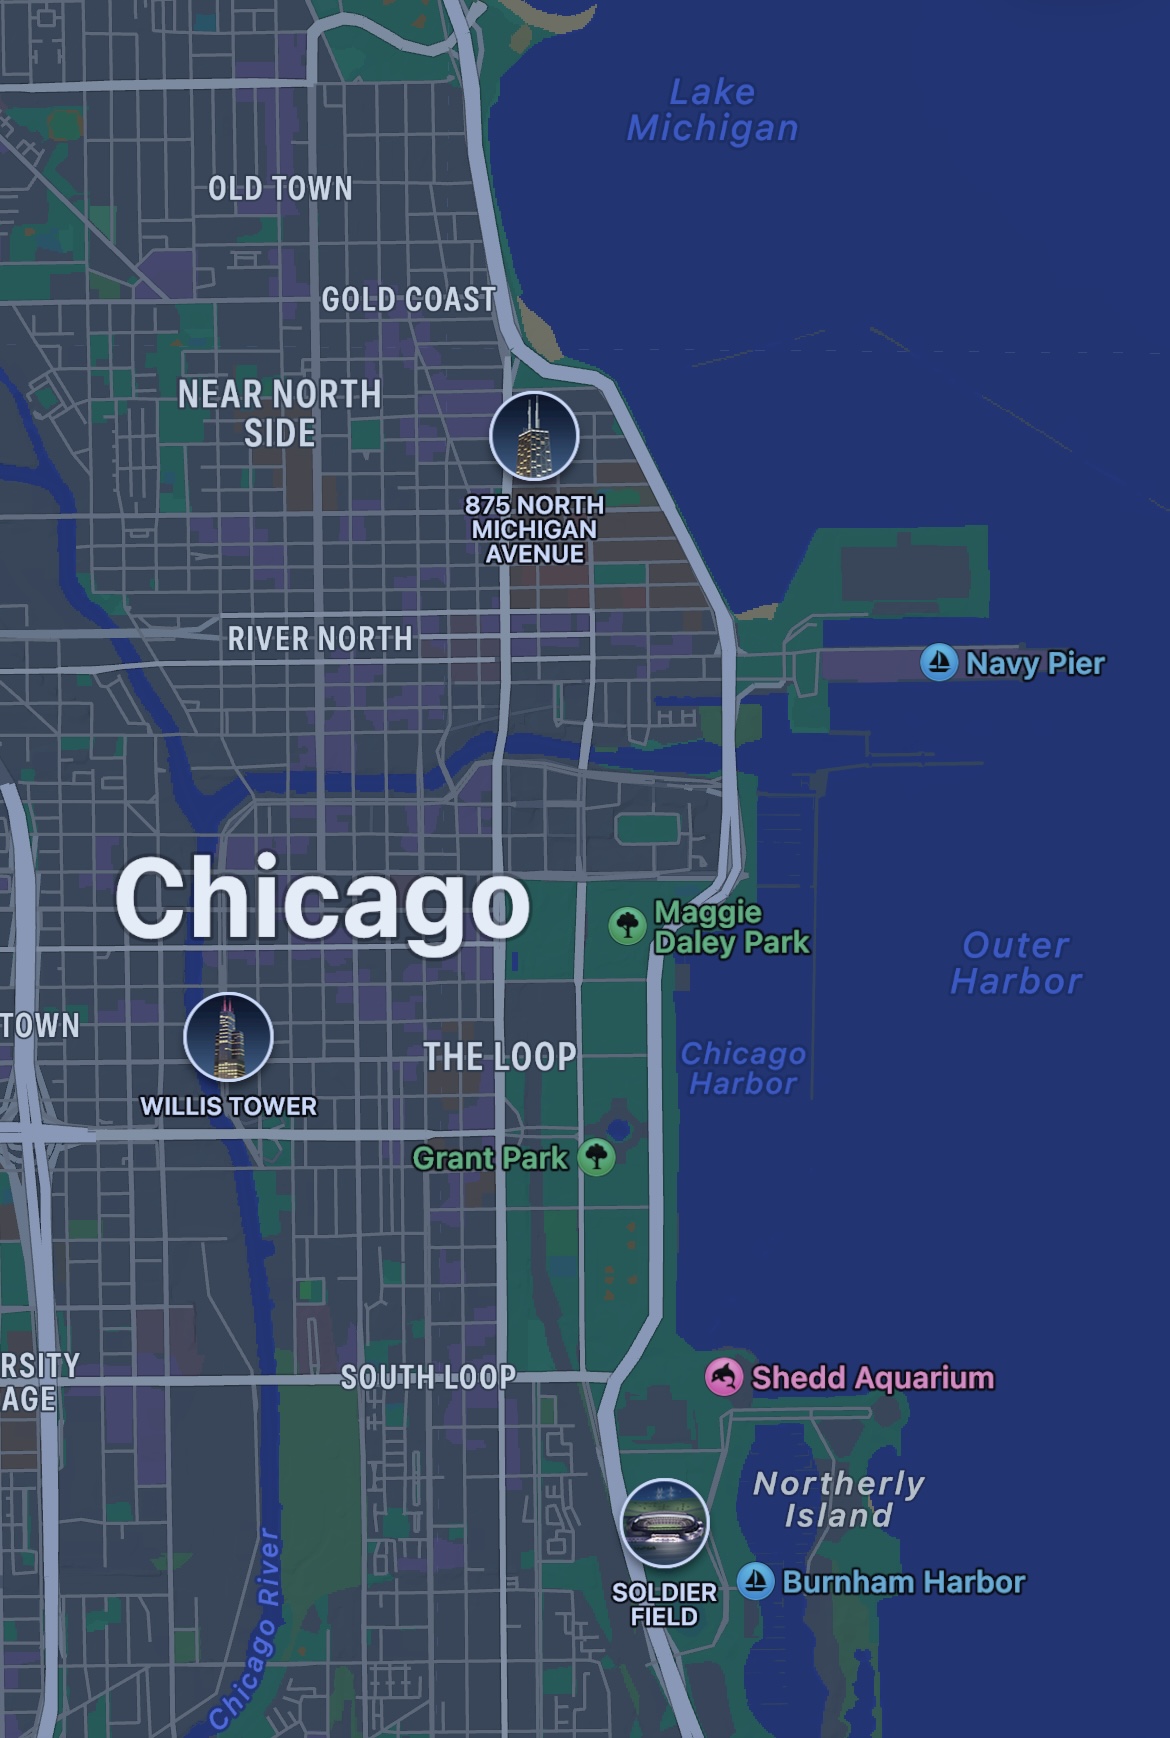 Lake
Michigan
OLD TOWN
GOLD COAST
NEAR NORTH
SIDE
875 NORTH
MICHIGAN
AVENUE
RIVER NORTH
Navy Pier
Chicago
Maggie
Daley Park
Outer
Harbor
TOWN
THE LOOP
Chicago
Harbor
WILLIS TOWER
Grant Park
RSITY
AGE
SOUTH LOOP
Shedd Aquarium
Northerly
Island
SOLDIER
FIELD
Burnham Harbor
Chicago River